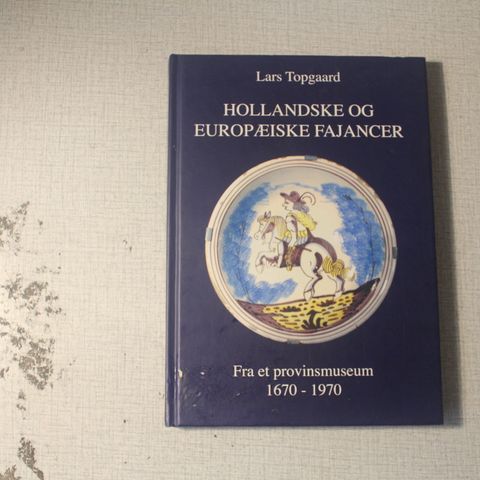 Lars Topgaard
HOLLANDSKE OG
EUROPÆISKE FAJANCER
Fra et provinsmuseum
1670 - 1970